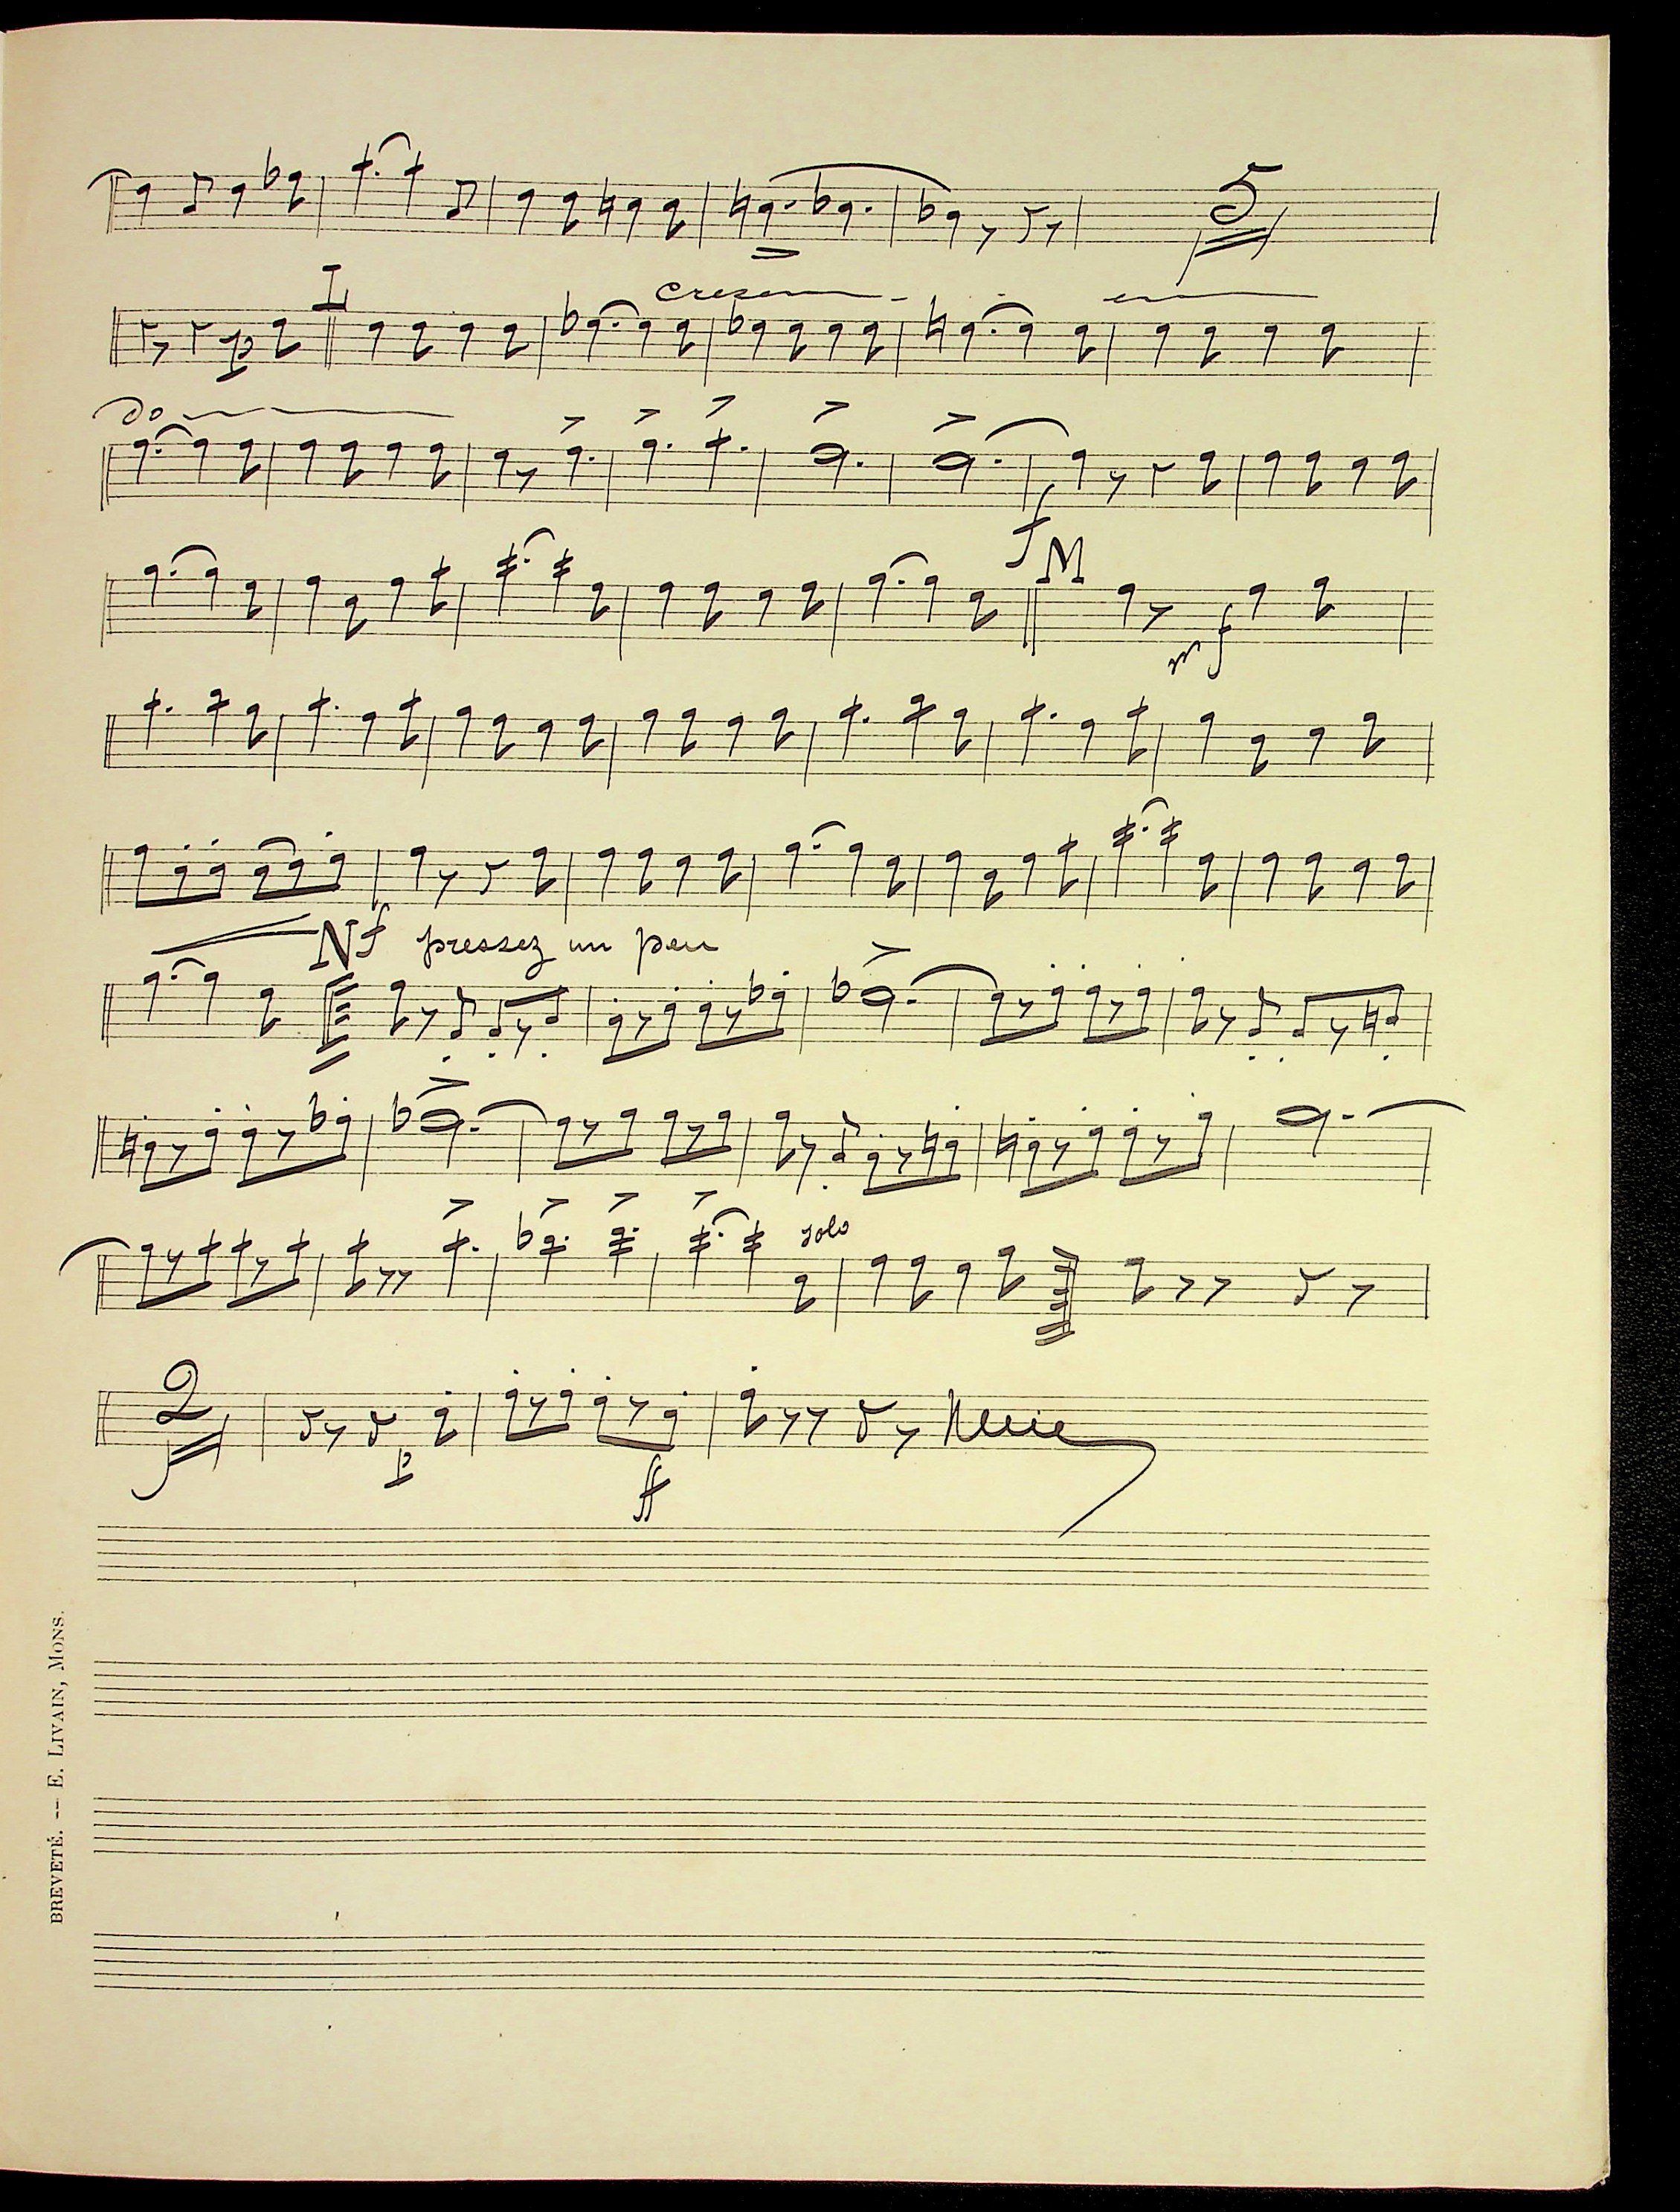 5
L
crescen
p
do
f
M
mf
N f pressez un peu
solo
2
p
ff
BREVETÉ. -- E. LIVAIN, MONS.